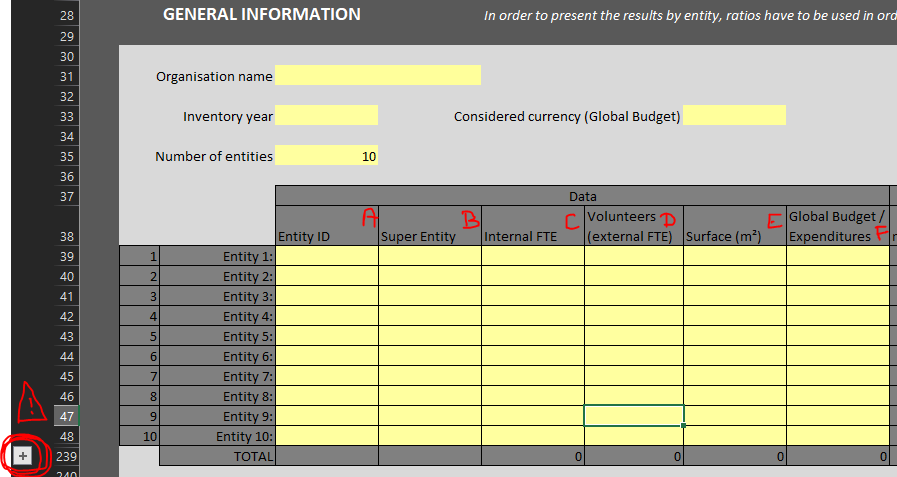 28 GENERAL INFORMATION In order to present the results by entity, ratios have to be used in ord
29
30
31 Organisation name
32
33 Inventory year Considered currency (Global Budget)
34
35 Number of entities 10
36
37 Data
A B C Volunteers D E Global Budget /
38 Entity ID Super Entity Internal FTE (external FTE) Surface (m²) Expenditures F
39 1 Entity 1:
40 2 Entity 2:
41 3 Entity 3:
42 4 Entity 4:
43 5 Entity 5:
44 6 Entity 6:
45 7 Entity 7:
46 8 Entity 8:
! 47 9 Entity 9:
48 10 Entity 10:
+ 239 TOTAL 0 0 0 0
240